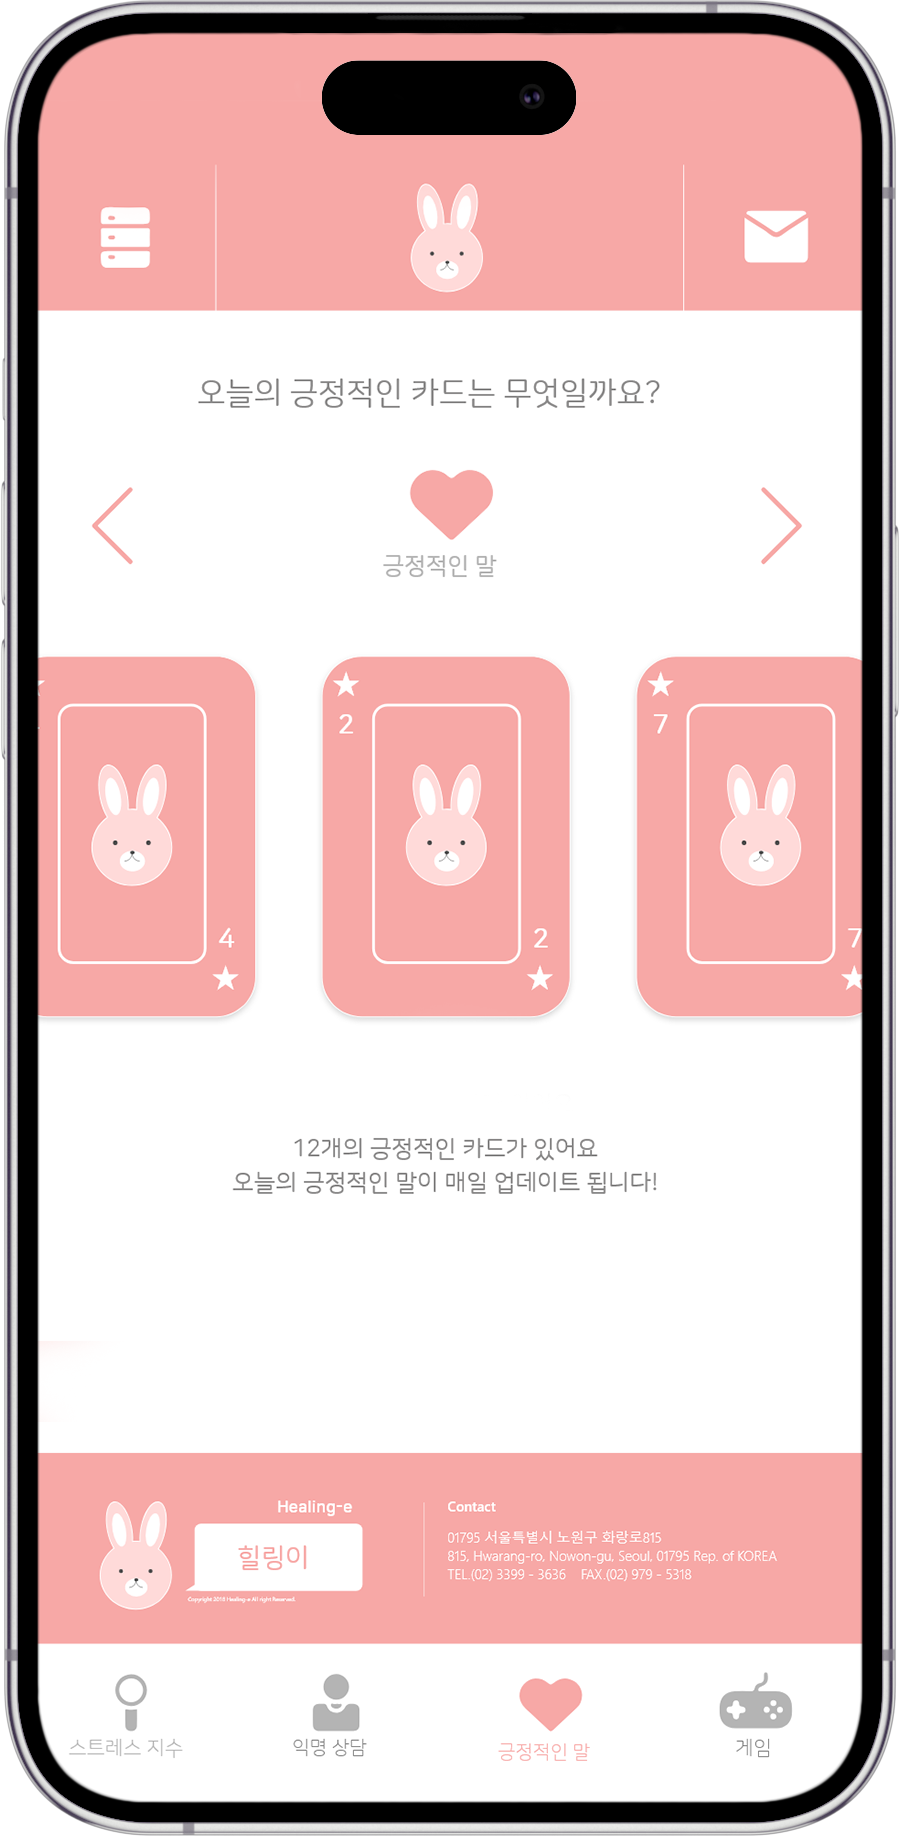 오늘의 긍정적인 카드는 무엇일까요?
긍정적인 말
4
2
2
7
7
12개의 긍정적인 카드가 있어요
오늘의 긍정적인 말이 매일 업데이트 됩니다!
Healing-e
힐링이
Copyright 2018 Healing-e All right Reserved.
Contact
01795 서울특별시 노원구 화랑로815
815, Hwarang-ro, Nowon-gu, Seoul, 01795 Rep. of KOREA
TEL.(02) 3399 - 3636 FAX.(02) 979 - 5318
스트레스 지수
익명 상담
긍정적인 말
게임